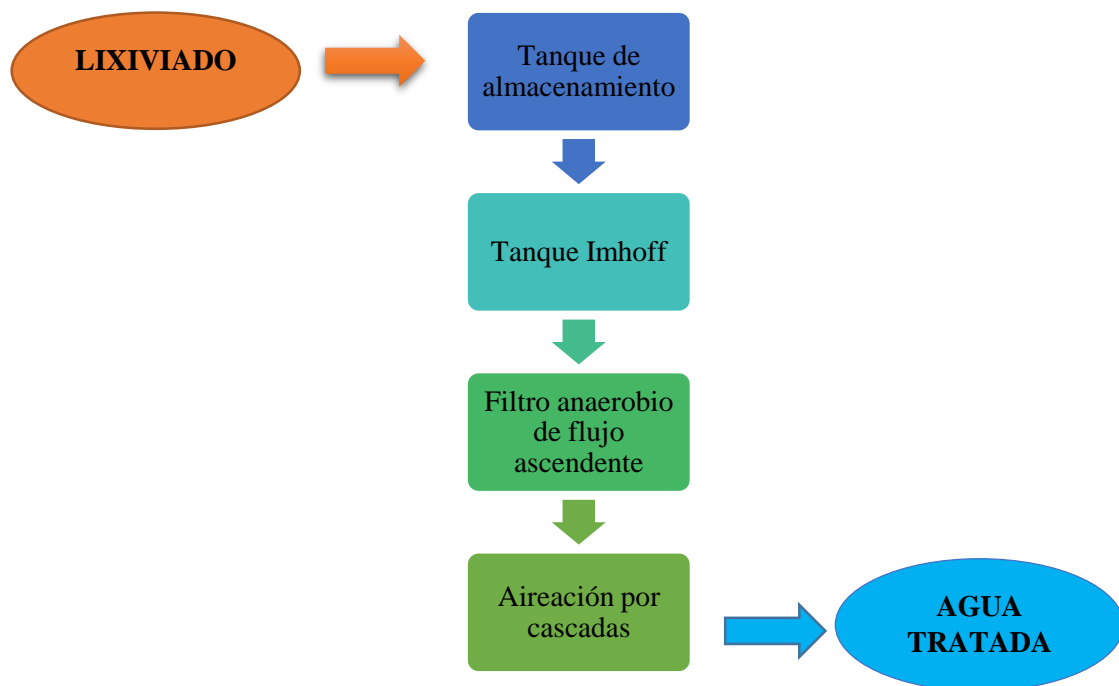 LIXIVIADO
Tanque de
almacenamiento
Tanque Imhoff
Filtro anaerobio
de flujo
ascendente
Aireación por
cascadas
AGUA
TRATADA